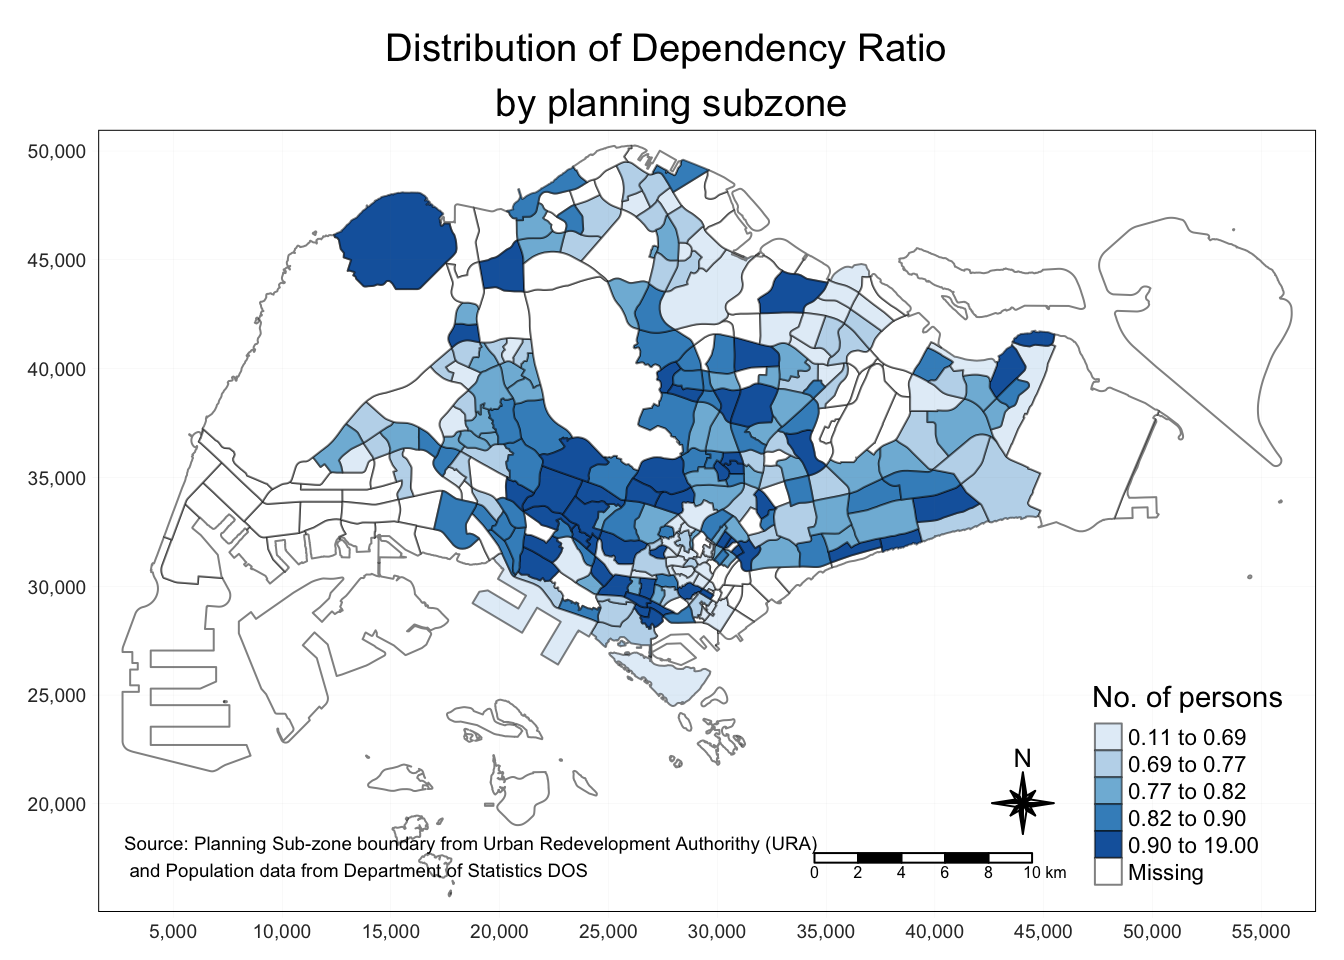 Distribution of Dependency Ratio
by planning subzone
50,000
45,000
40,000
35,000
30,000
25,000
20,000
No. of persons
0.11 to 0.69
0.69 to 0.77
0.77 to 0.82
0.82 to 0.90
0.90 to 19.00
Missing
N
Source: Planning Sub-zone boundary from Urban Redevelopment Authorithy (URA)
and Population data from Department of Statistics DOS
0 2 4 6 8 10 km
5,000 10,000 15,000 20,000 25,000 30,000 35,000 40,000 45,000 50,000 55,000